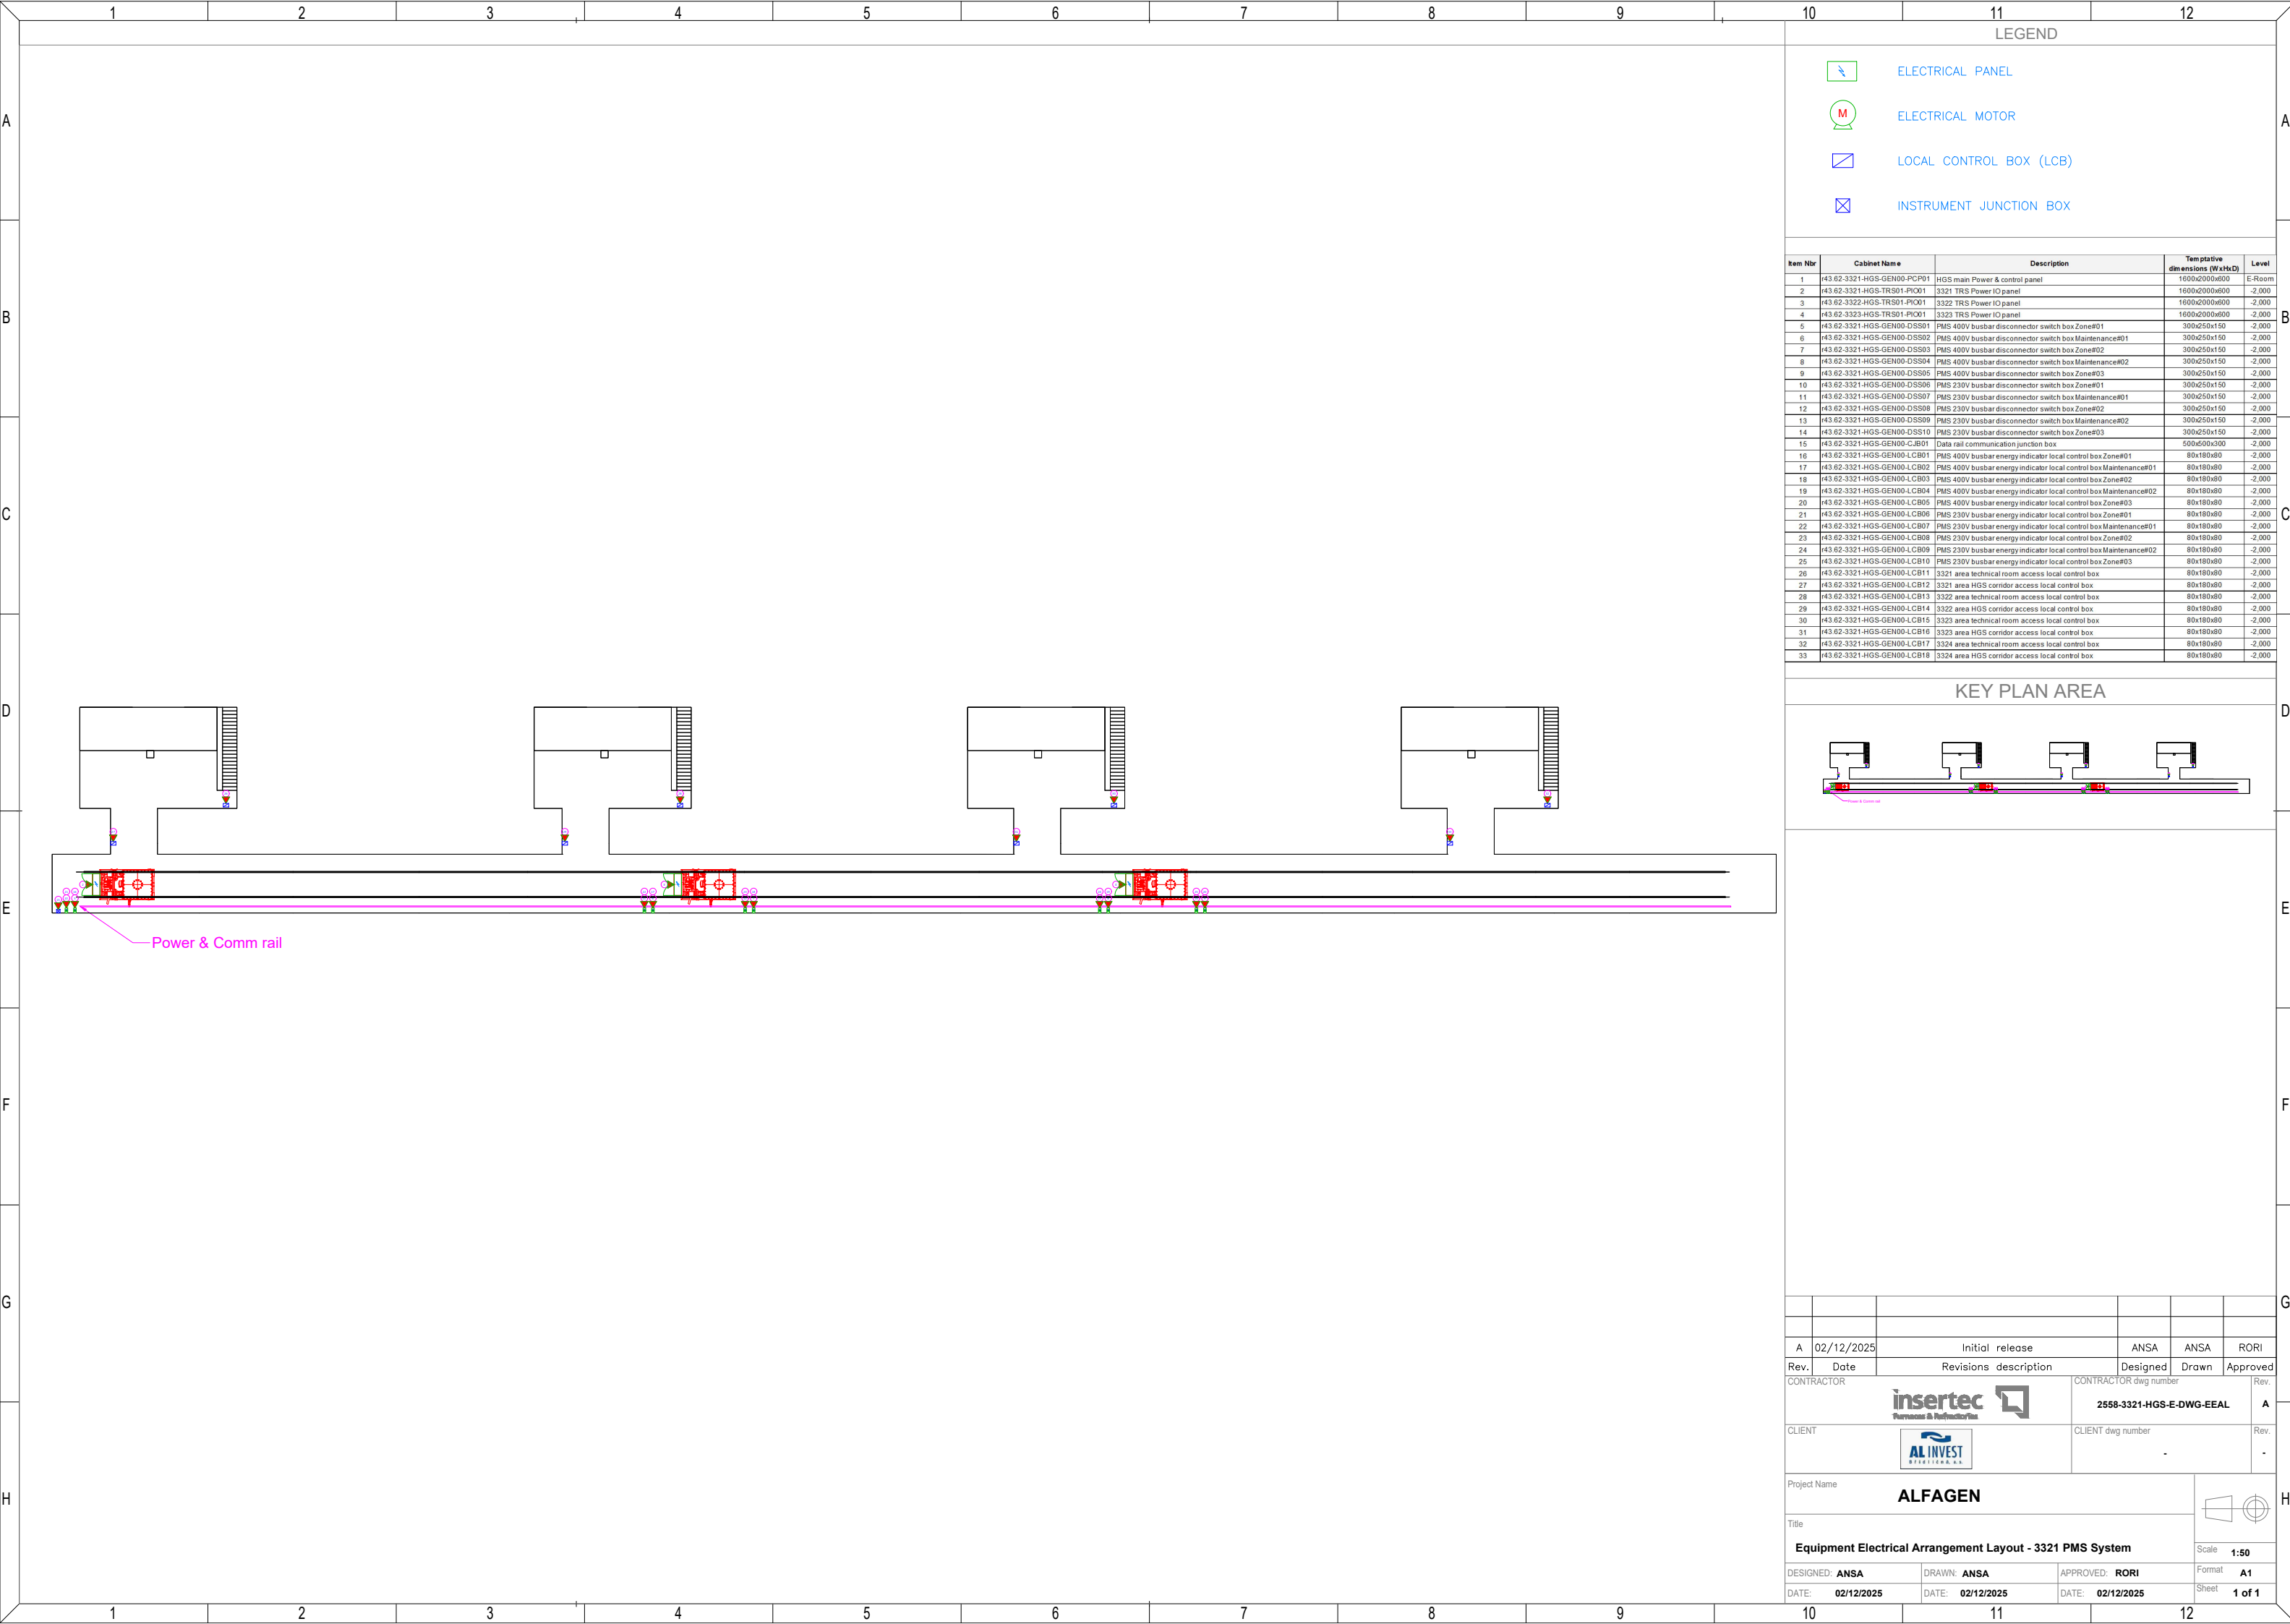 1 2 3 4 5 6 7 8 9 10 11 12
A
B
C
D
E
F
G
H
A
B
C
D
E
F
G
H
Power & Comm rail
LEGEND
ELECTRICAL PANEL
M
ELECTRICAL MOTOR
LOCAL CONTROL BOX (LCB)
INSTRUMENT JUNCTION BOX
Item Nbr Cabinet Name Description Temptative dimensions (WxHxD) Level
1 r43.62-3321-HGS-GEN00-PCP01 HGS main Power & control panel 1600x2000x600 E-Room
2 r43.62-3321-HGS-TRS01-PIO01 3321 TRS Power IO panel 1600x2000x600 -2,000
3 r43.62-3322-HGS-TRS01-PIO01 3322 TRS Power IO panel 1600x2000x600 -2,000
4 r43.62-3323-HGS-TRS01-PIO01 3323 TRS Power IO panel 1600x2000x600 -2,000
5 r43.62-3321-HGS-GEN00-DSS01 PMS 400V busbar disconnector switch box Zone#01 300x250x150 -2,000
6 r43.62-3321-HGS-GEN00-DSS02 PMS 400V busbar disconnector switch box Maintenance#01 300x250x150 -2,000
7 r43.62-3321-HGS-GEN00-DSS03 PMS 400V busbar disconnector switch box Zone#02 300x250x150 -2,000
8 r43.62-3321-HGS-GEN00-DSS04 PMS 400V busbar disconnector switch box Maintenance#02 300x250x150 -2,000
9 r43.62-3321-HGS-GEN00-DSS05 PMS 400V busbar disconnector switch box Zone#03 300x250x150 -2,000
10 r43.62-3321-HGS-GEN00-DSS06 PMS 230V busbar disconnector switch box Zone#01 300x250x150 -2,000
11 r43.62-3321-HGS-GEN00-DSS07 PMS 230V busbar disconnector switch box Maintenance#01 300x250x150 -2,000
12 r43.62-3321-HGS-GEN00-DSS08 PMS 230V busbar disconnector switch box Zone#02 300x250x150 -2,000
13 r43.62-3321-HGS-GEN00-DSS09 PMS 230V busbar disconnector switch box Maintenance#02 300x250x150 -2,000
14 r43.62-3321-HGS-GEN00-DSS10 PMS 230V busbar disconnector switch box Zone#03 300x250x150 -2,000
15 r43.62-3321-HGS-GEN00-CJB01 Data rail communication junction box 500x500x300 -2,000
16 r43.62-3321-HGS-GEN00-LCB01 PMS 400V busbar energy indicator local control box Zone#01 80x180x80 -2,000
17 r43.62-3321-HGS-GEN00-LCB02 PMS 400V busbar energy indicator local control box Maintenance#01 80x180x80 -2,000
18 r43.62-3321-HGS-GEN00-LCB03 PMS 400V busbar energy indicator local control box Zone#02 80x180x80 -2,000
19 r43.62-3321-HGS-GEN00-LCB04 PMS 400V busbar energy indicator local control box Maintenance#02 80x180x80 -2,000
20 r43.62-3321-HGS-GEN00-LCB05 PMS 400V busbar energy indicator local control box Zone#03 80x180x80 -2,000
21 r43.62-3321-HGS-GEN00-LCB06 PMS 230V busbar energy indicator local control box Zone#01 80x180x80 -2,000
22 r43.62-3321-HGS-GEN00-LCB07 PMS 230V busbar energy indicator local control box Maintenance#01 80x180x80 -2,000
23 r43.62-3321-HGS-GEN00-LCB08 PMS 230V busbar energy indicator local control box Zone#02 80x180x80 -2,000
24 r43.62-3321-HGS-GEN00-LCB09 PMS 230V busbar energy indicator local control box Maintenance#02 80x180x80 -2,000
25 r43.62-3321-HGS-GEN00-LCB10 PMS 230V busbar energy indicator local control box Zone#03 80x180x80 -2,000
26 r43.62-3321-HGS-GEN00-LCB11 3321 area technical room access local control box 80x180x80 -2,000
27 r43.62-3321-HGS-GEN00-LCB12 3321 area HGS corridor access local control box 80x180x80 -2,000
28 r43.62-3321-HGS-GEN00-LCB13 3322 area technical room access local control box 80x180x80 -2,000
29 r43.62-3321-HGS-GEN00-LCB14 3322 area HGS corridor access local control box 80x180x80 -2,000
30 r43.62-3321-HGS-GEN00-LCB15 3323 area technical room access local control box 80x180x80 -2,000
31 r43.62-3321-HGS-GEN00-LCB16 3323 area HGS corridor access local control box 80x180x80 -2,000
32 r43.62-3321-HGS-GEN00-LCB17 3324 area technical room access local control box 80x180x80 -2,000
33 r43.62-3321-HGS-GEN00-LCB18 3324 area HGS corridor access local control box 80x180x80 -2,000
KEY PLAN AREA
Power & Comm rail
A 02/12/2025 Initial release ANSA ANSA RORI
Rev. Date Revisions description Designed Drawn Approved
CONTRACTOR
insertec
Furnaces & Refractories
CONTRACTOR dwg number Rev.
2558-3321-HGS-E-DWG-EEAL A
CLIENT
AL INVEST
CLIENT dwg number Rev.
- -
Project Name
ALFAGEN
Title
Equipment Electrical Arrangement Layout - 3321 PMS System
Scale 1:50
DESIGNED: ANSA DRAWN: ANSA APPROVED: RORI Format A1
DATE: 02/12/2025 DATE: 02/12/2025 DATE: 02/12/2025 Sheet 1 of 1
1 2 3 4 5 6 7 8 9 10 11 12